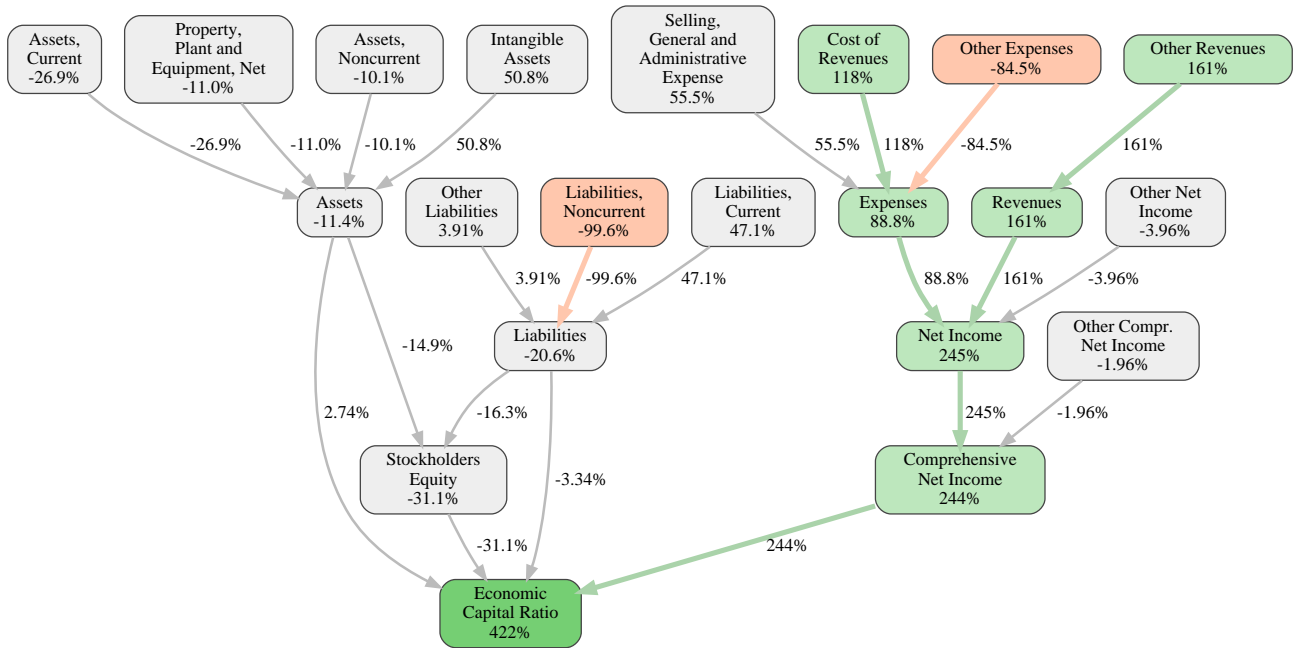 Assets,
Current
-26.9%
Property,
Plant and
Equipment, Net
-11.0%
Assets,
Noncurrent
-10.1%
Intangible
Assets
50.8%
Selling,
General and
Administrative
Expense
55.5%
Cost of
Revenues
118%
Other Expenses
-84.5%
Other Revenues
161%
-26.9%
-11.0%
-10.1%
50.8%
55.5%
118%
-84.5%
161%
Assets
-11.4%
Other
Liabilities
3.91%
Liabilities,
Noncurrent
-99.6%
Liabilities,
Current
47.1%
Expenses
88.8%
Revenues
161%
Other Net
Income
-3.96%
3.91%
-99.6%
47.1%
88.8%
161%
-3.96%
Liabilities
-20.6%
Net Income
245%
Other Compr.
Net Income
-1.96%
-14.9%
2.74%
-16.3%
245%
-1.96%
Stockholders
Equity
-31.1%
-3.34%
Comprehensive
Net Income
244%
-31.1%
244%
Economic
Capital Ratio
422%